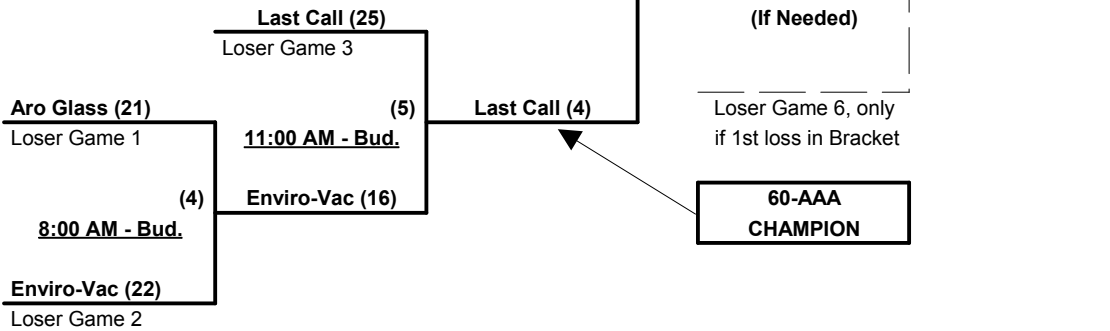 Last Call (25)
(If Needed)
Loser Game 3
Aro Glass (21)
(5)
Last Call (4)
Loser Game 6, only
Loser Game 1
11:00 AM - Bud.
if 1st loss in Bracket
(4)
Enviro-Vac (16)
60-AAA
CHAMPION
8:00 AM - Bud.
Enviro-Vac (22)
Loser Game 2